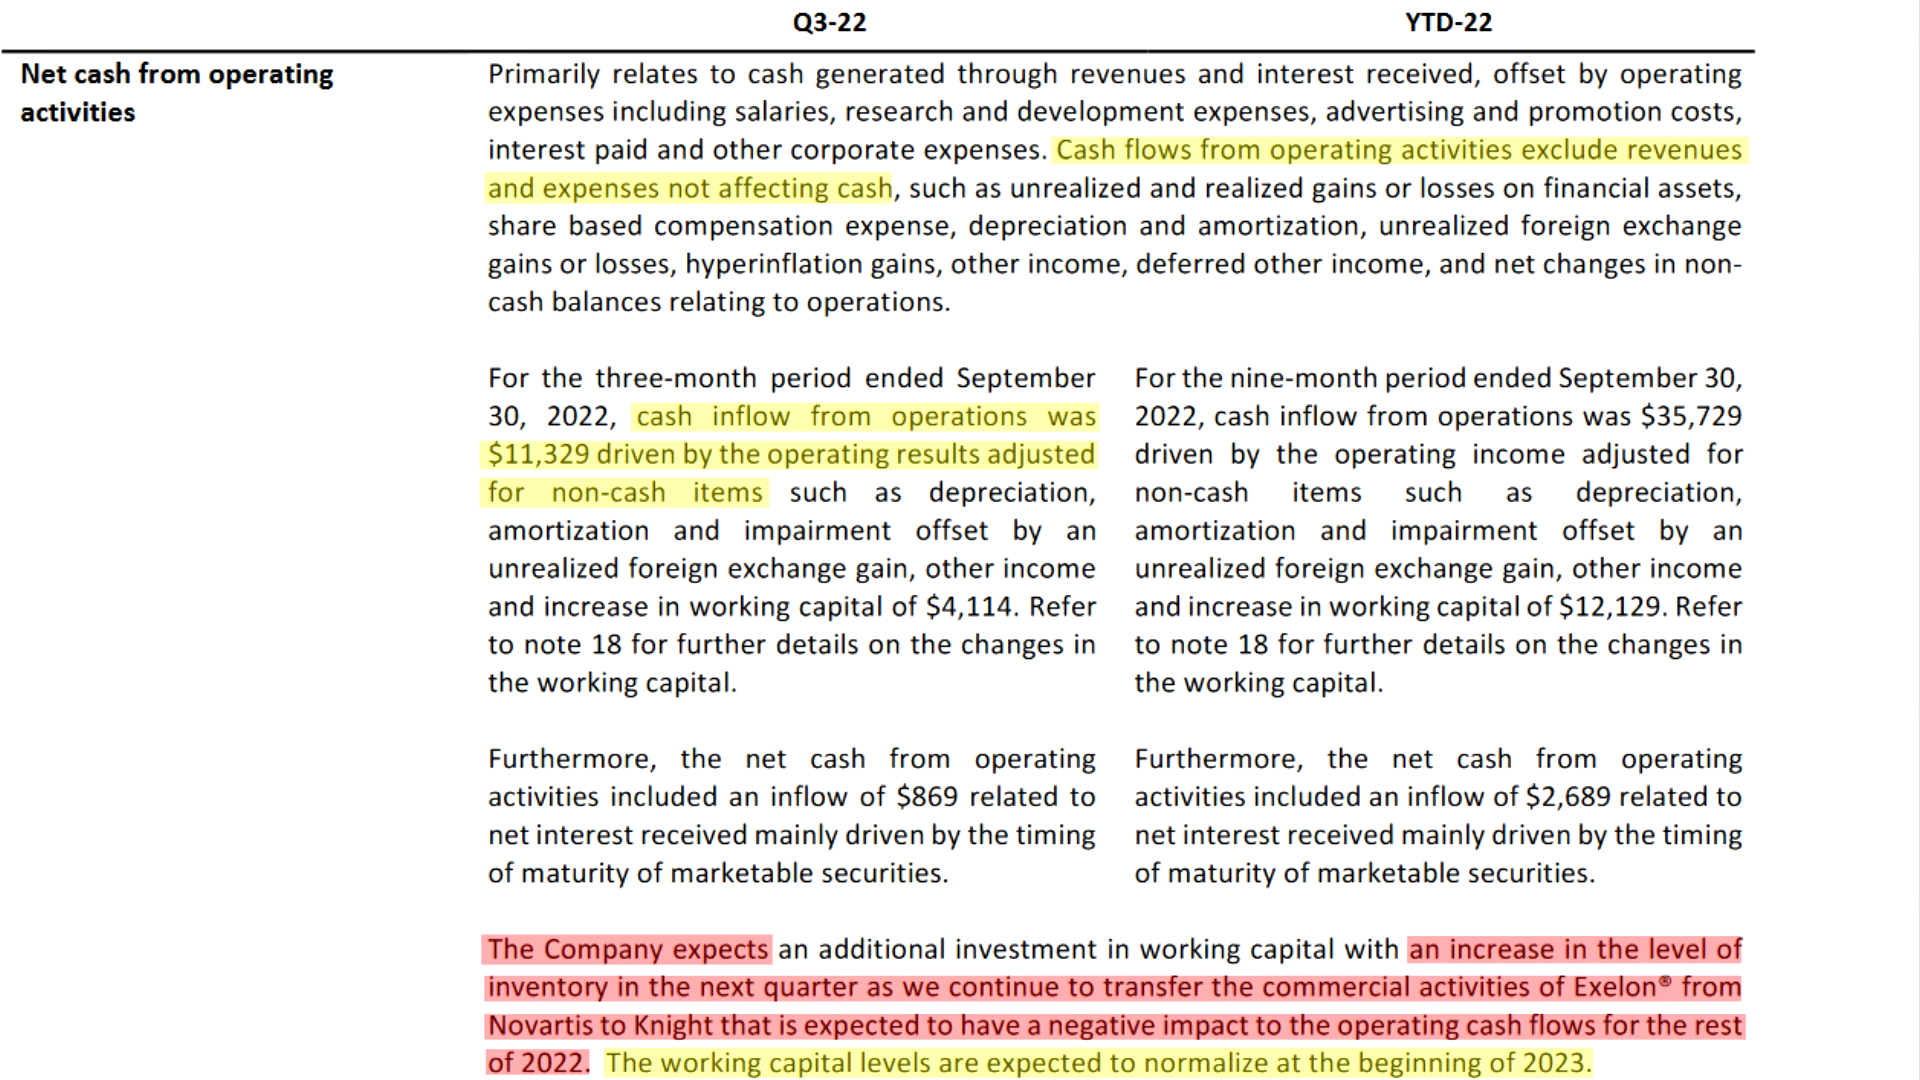 Q3-22 YTD-22
Net cash from operating
activities
Primarily relates to cash generated through revenues and interest received, offset by operating
expenses including salaries, research and development expenses, advertising and promotion costs,
interest paid and other corporate expenses. Cash flows from operating activities exclude revenues
and expenses not affecting cash, such as unrealized and realized gains or losses on financial assets,
share based compensation expense, depreciation and amortization, unrealized foreign exchange
gains or losses, hyperinflation gains, other income, deferred other income, and net changes in non-
cash balances relating to operations.
For the three-month period ended September
30, 2022, cash inflow from operations was
$11,329 driven by the operating results adjusted
for non-cash items such as depreciation,
amortization and impairment offset by an
unrealized foreign exchange gain, other income
and increase in working capital of $4,114. Refer
to note 18 for further details on the changes in
the working capital.
Furthermore, the net cash from operating
activities included an inflow of $869 related to
net interest received mainly driven by the timing
of maturity of marketable securities.
For the nine-month period ended September 30,
2022, cash inflow from operations was $35,729
driven by the operating income adjusted for
non-cash items such as depreciation,
amortization and impairment offset by an
unrealized foreign exchange gain, other income
and increase in working capital of $12,129. Refer
to note 18 for further details on the changes in
the working capital.
Furthermore, the net cash from operating
activities included an inflow of $2,689 related to
net interest received mainly driven by the timing
of maturity of marketable securities.
The Company expects an additional investment in working capital with an increase in the level of
inventory in the next quarter as we continue to transfer the commercial activities of Exelon® from
Novartis to Knight that is expected to have a negative impact to the operating cash flows for the rest
of 2022. The working capital levels are expected to normalize at the beginning of 2023.